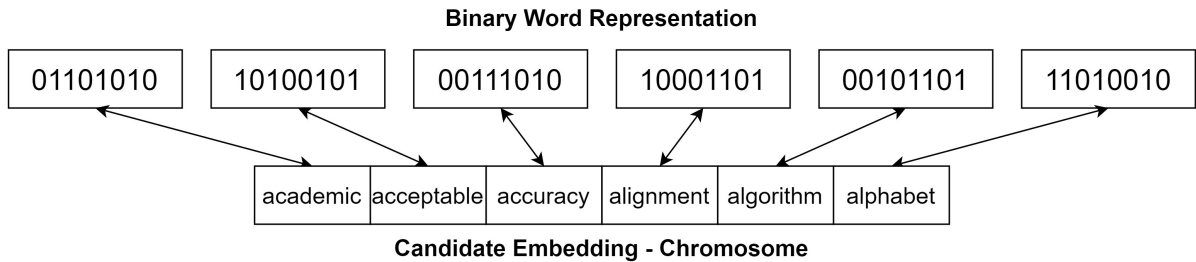 Binary Word Representation
01101010 10100101 00111010 10001101 00101101 11010010
academic acceptable accuracy alignment algorithm alphabet
Candidate Embedding - Chromosome